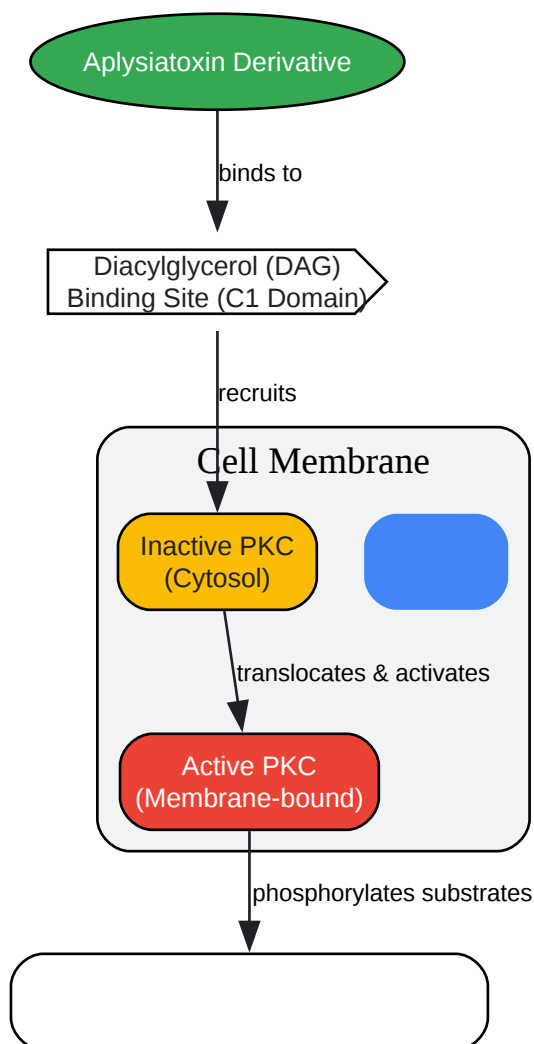 Aplysiatoxin Derivative
binds to
Diacylglycerol (DAG)
Binding Site (C1 Domain)
recruits
Cell Membrane
Inactive PKC
(Cytosol)
translocates & activates
Active PKC
(Membrane-bound)
phosphorylates substrates